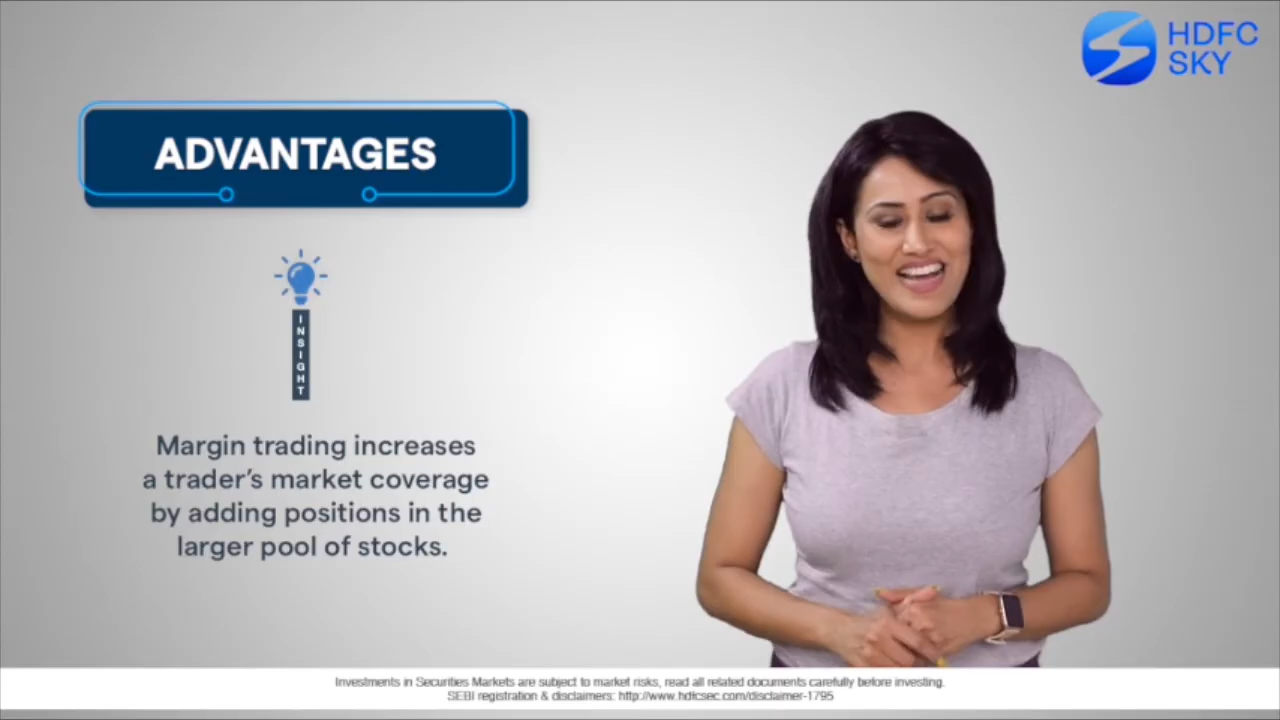 HDFC
SKY
ADVANTAGES
INSIGHT
Margin trading increases
a trader's market coverage
by adding positions in the
larger pool of stocks.
Investments in Securities Markets are subject to market risks, read all related documents carefully before investing.
SEBI registration & disclaimers: http://www.hdfcsec.com/disclaimer-1795